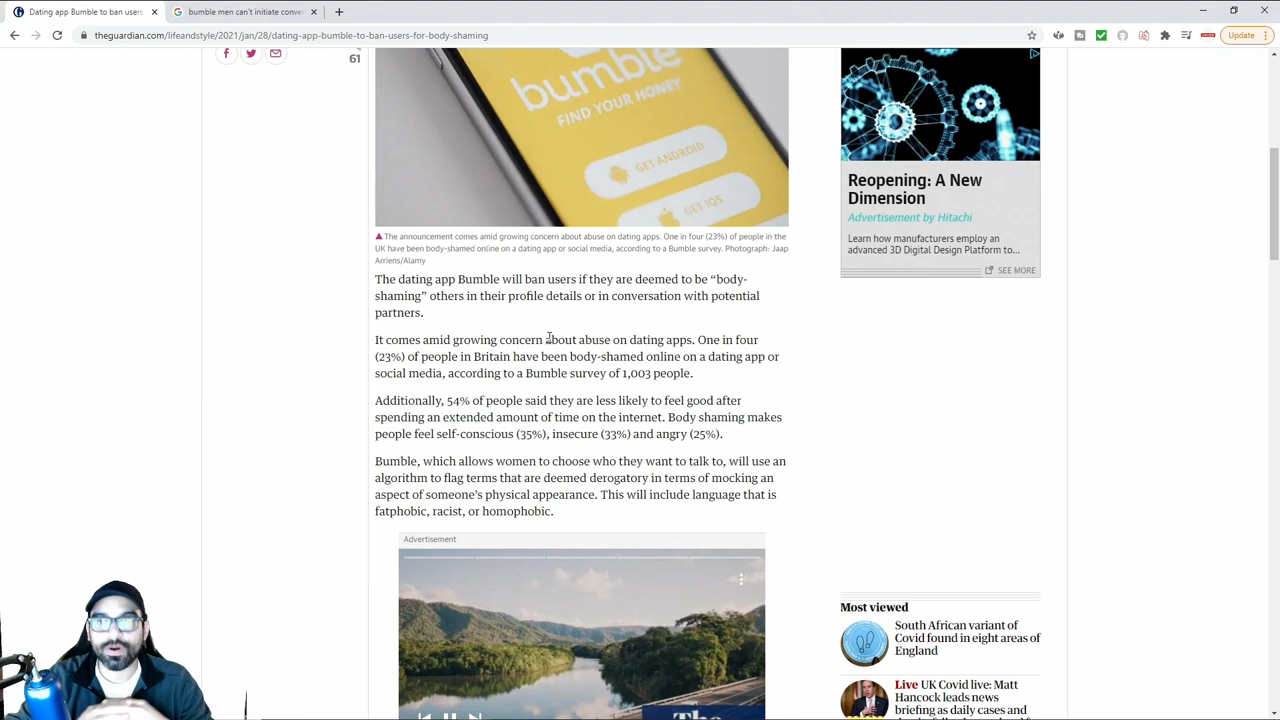 Dating app Bumble to ban users
bumble men can't initiate conve
theguardian.com/lifeandstyle/2021/jan/28/dating-app-bumble-to-ban-users-for-body-shaming
Update
61
bumble
FIND YOUR HONEY
GET ANDROID
GET IOS
The announcement comes amid growing concern about abuse on dating apps. One in four (23%) of people in the
UK have been body-shamed online on a dating app or social media, according to a Bumble survey. Photograph: Jaap
Arriens/Alamy
The dating app Bumble will ban users if they are deemed to be “body-
shaming” others in their profile details or in conversation with potential
partners.
It comes amid growing concern about abuse on dating apps. One in four
(23%) of people in Britain have been body-shamed online on a dating app or
social media, according to a Bumble survey of 1,003 people.
Additionally, 54% of people said they are less likely to feel good after
spending an extended amount of time on the internet. Body shaming makes
people feel self-conscious (35%), insecure (33%) and angry (25%).
Bumble, which allows women to choose who they want to talk to, will use an
algorithm to flag terms that are deemed derogatory in terms of mocking an
aspect of someone’s physical appearance. This will include language that is
fatphobic, racist, or homophobic.
Advertisement
The
Reopening: A New
Dimension
Advertisement by Hitachi
Learn how manufacturers employ an
advanced 3D Digital Design Platform to...
SEE MORE
Most viewed
South African variant of
Covid found in eight areas of
England
Live UK Covid live: Matt
Hancock leads news
briefing as daily cases and